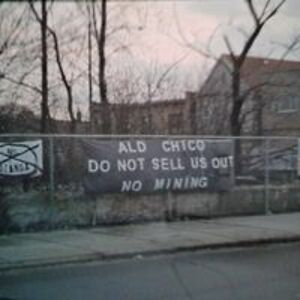 ALD CHICO
DO NOT SELL US OUT
NO MINING